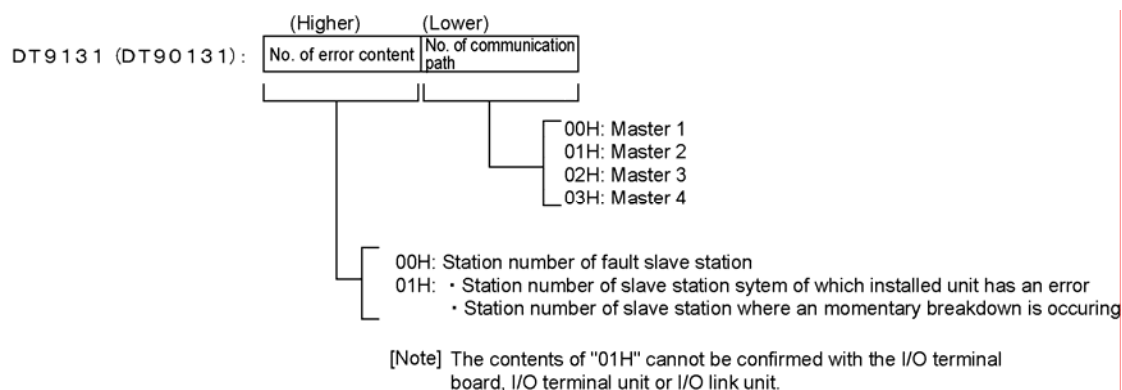 (Higher) (Lower)
DT9131 (DT90131): No. of error content No. of communication path
00H: Master 1
01H: Master 2
02H: Master 3
03H: Master 4
00H: Station number of fault slave station
01H: ・Station number of slave station sytem of which installed unit has an error
・Station number of slave station where an momentary breakdown is occuring
[Note] The contents of "01H" cannot be confirmed with the I/O terminal
board, I/O terminal unit or I/O link unit.